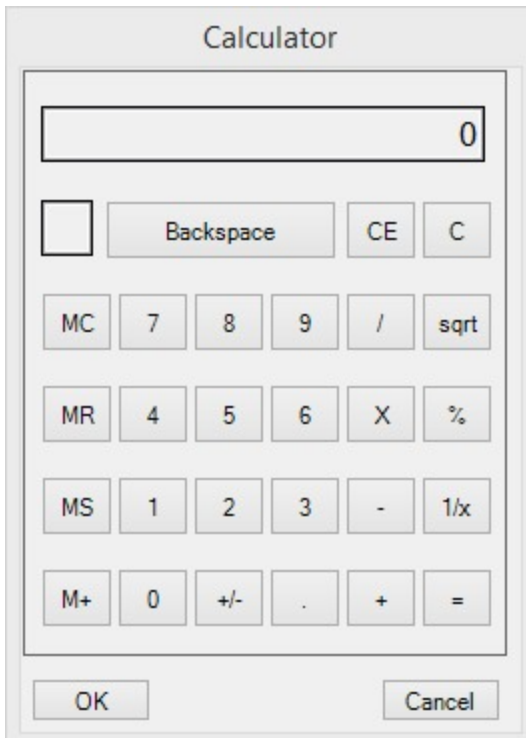 Calculator
0
Backspace CE C
MC 7 8 9 / sqrt
MR 4 5 6 X %
MS 1 2 3 - 1/x
M+ 0 +/- . + =
OK Cancel